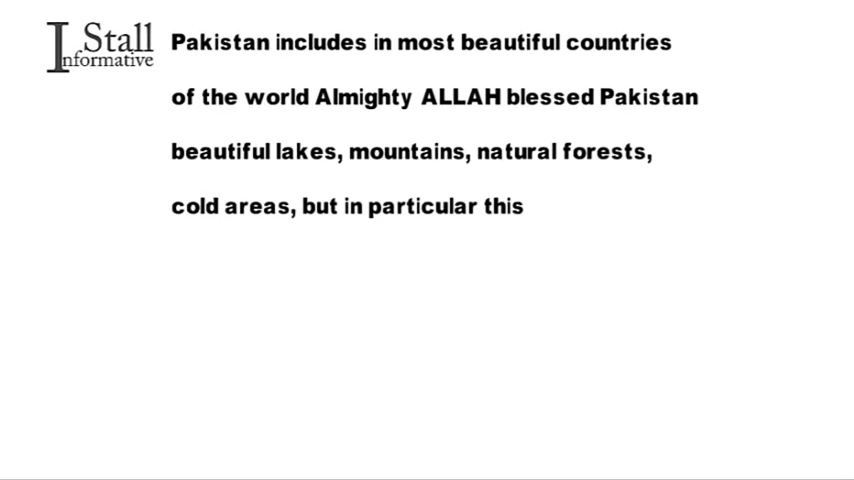 I Stall
nformative
Pakistan includes in most beautiful countries
of the world Almighty ALLAH blessed Pakistan
beautiful lakes, mountains, natural forests,
cold areas, but in particular this